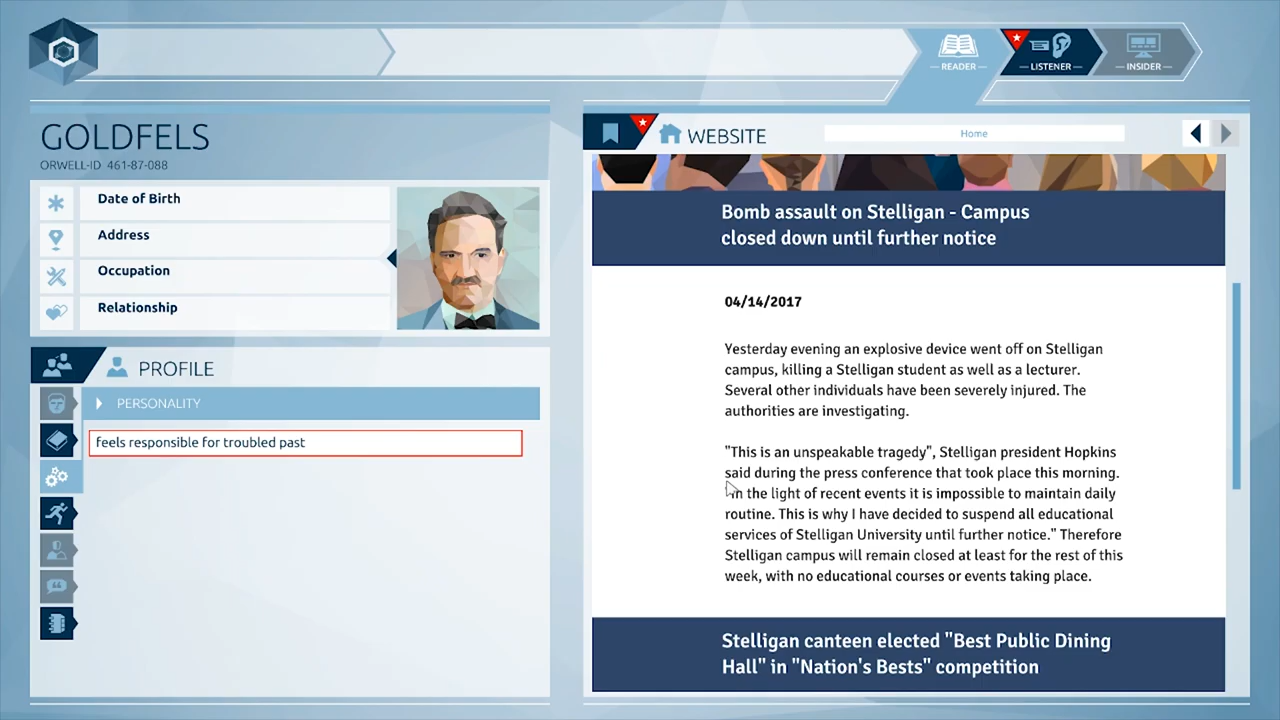 — READER —
— LISTENER —
— INSIDER —
GOLDFELS
ORWELL-ID 461-87-088
Date of Birth
Address
Occupation
Relationship
PROFILE
PERSONALITY
feels responsible for troubled past
WEBSITE
Home
Bomb assault on Stelligan - Campus
closed down until further notice
04/14/2017
Yesterday evening an explosive device went off on Stelligan
campus, killing a Stelligan student as well as a lecturer.
Several other individuals have been severely injured. The
authorities are investigating.
"This is an unspeakable tragedy", Stelligan president Hopkins
said during the press conference that took place this morning.
"In the light of recent events it is impossible to maintain daily
routine. This is why I have decided to suspend all educational
services of Stelligan University until further notice." Therefore
Stelligan campus will remain closed at least for the rest of this
week, with no educational courses or events taking place.
Stelligan canteen elected "Best Public Dining
Hall" in "Nation's Bests" competition